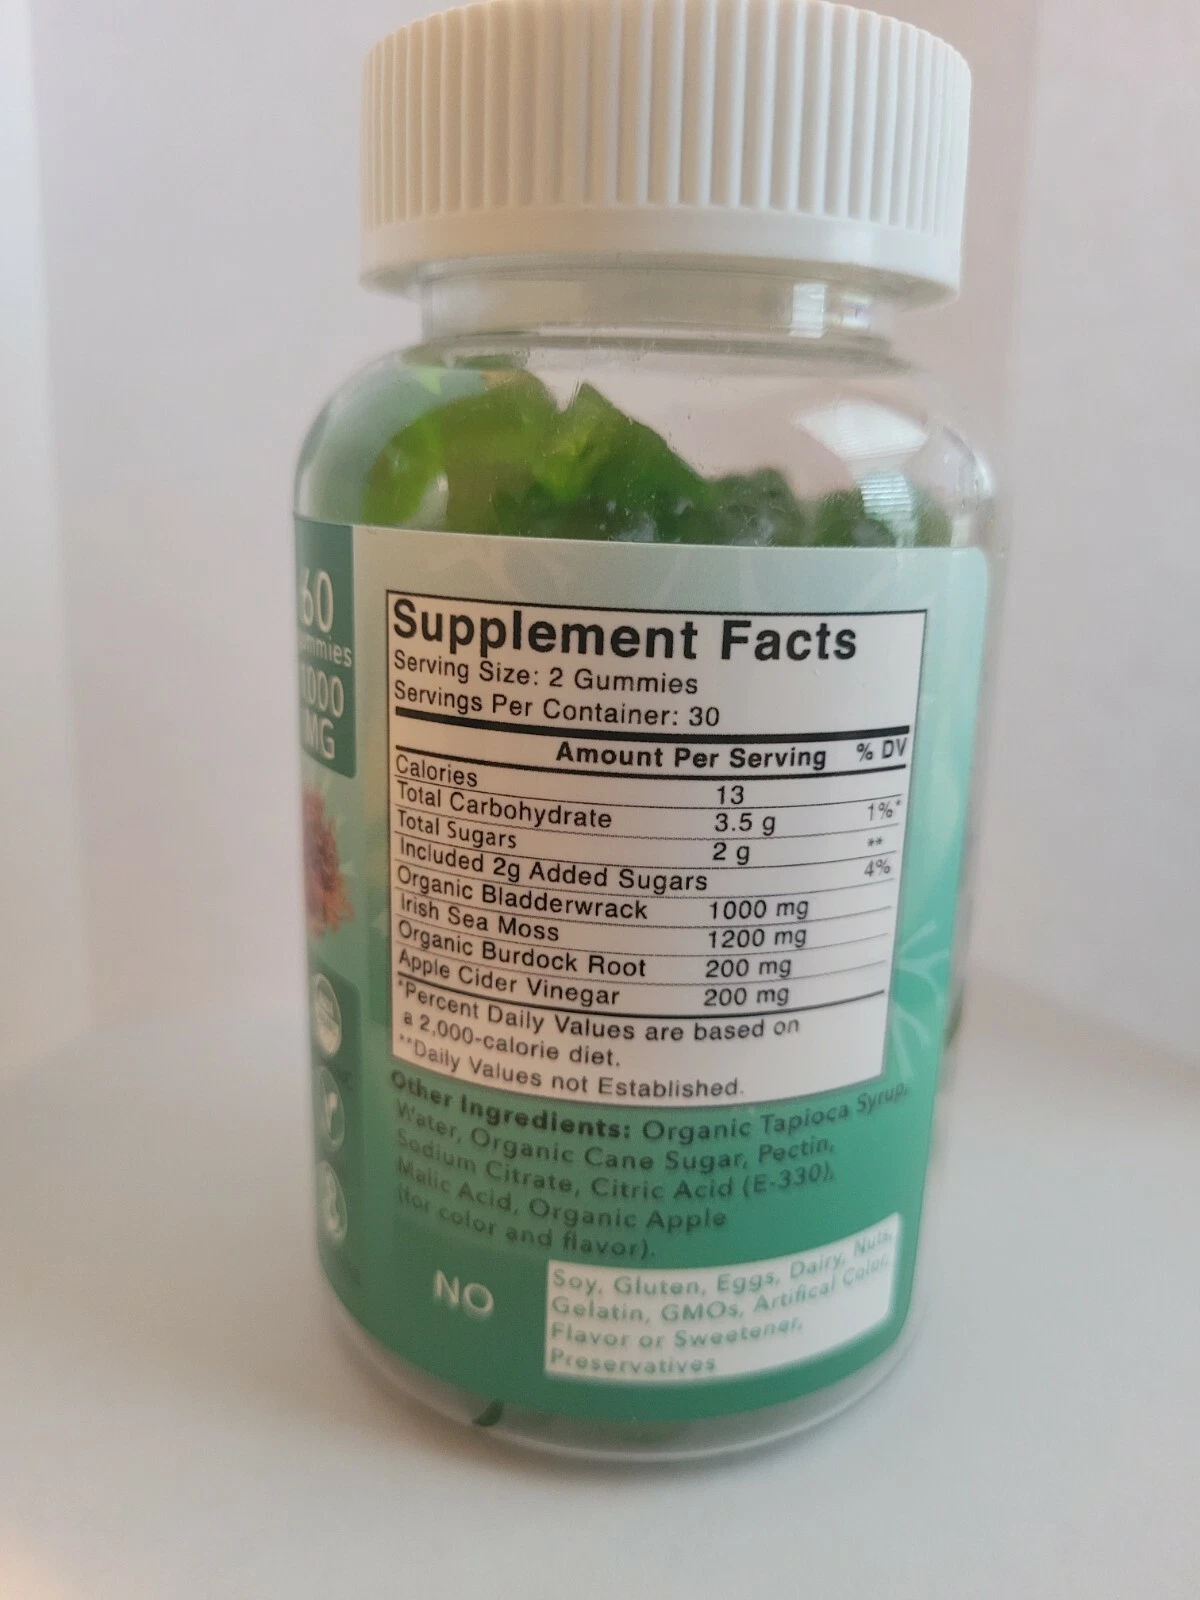 60
gummies
1000
MG
Supplement Facts
Serving Size: 2 Gummies
Servings Per Container: 30
Amount Per Serving % DV
Calories 13
Total Carbohydrate 3.5 g 1%*
Total Sugars 2 g **
Included 2g Added Sugars 4%
Organic Bladderwrack 1000 mg
Irish Sea Moss 1200 mg
Organic Burdock Root 200 mg
Apple Cider Vinegar 200 mg
*Percent Daily Values are based on
a 2,000-calorie diet.
**Daily Values not Established.
Other Ingredients: Organic Tapioca Syrup,
Water, Organic Cane Sugar, Pectin,
Sodium Citrate, Citric Acid (E-330),
Malic Acid, Organic Apple
(for color and flavor).
NO
Soy, Gluten, Eggs, Dairy, Nuts,
Gelatin, GMOs, Artifical Color,
Flavor or Sweetener,
Preservatives